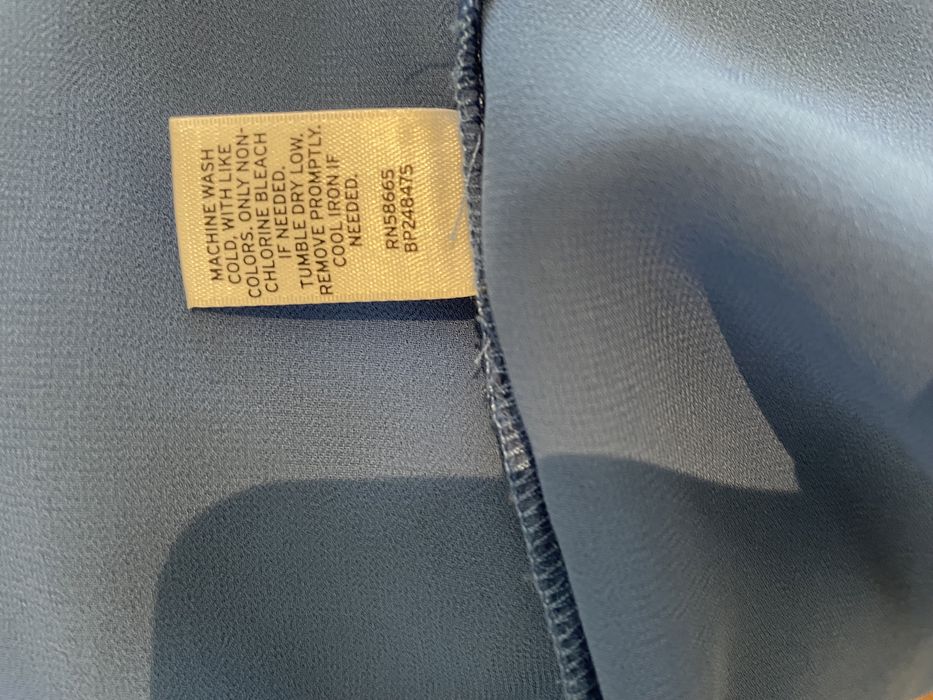 MACHINE WASH
COLD, WITH LIKE
COLORS. ONLY NON-
CHLORINE BLEACH
IF NEEDED.
TUMBLE DRY LOW.
REMOVE PROMPTLY.
COOL IRON IF
NEEDED.
RN58665
BP248475